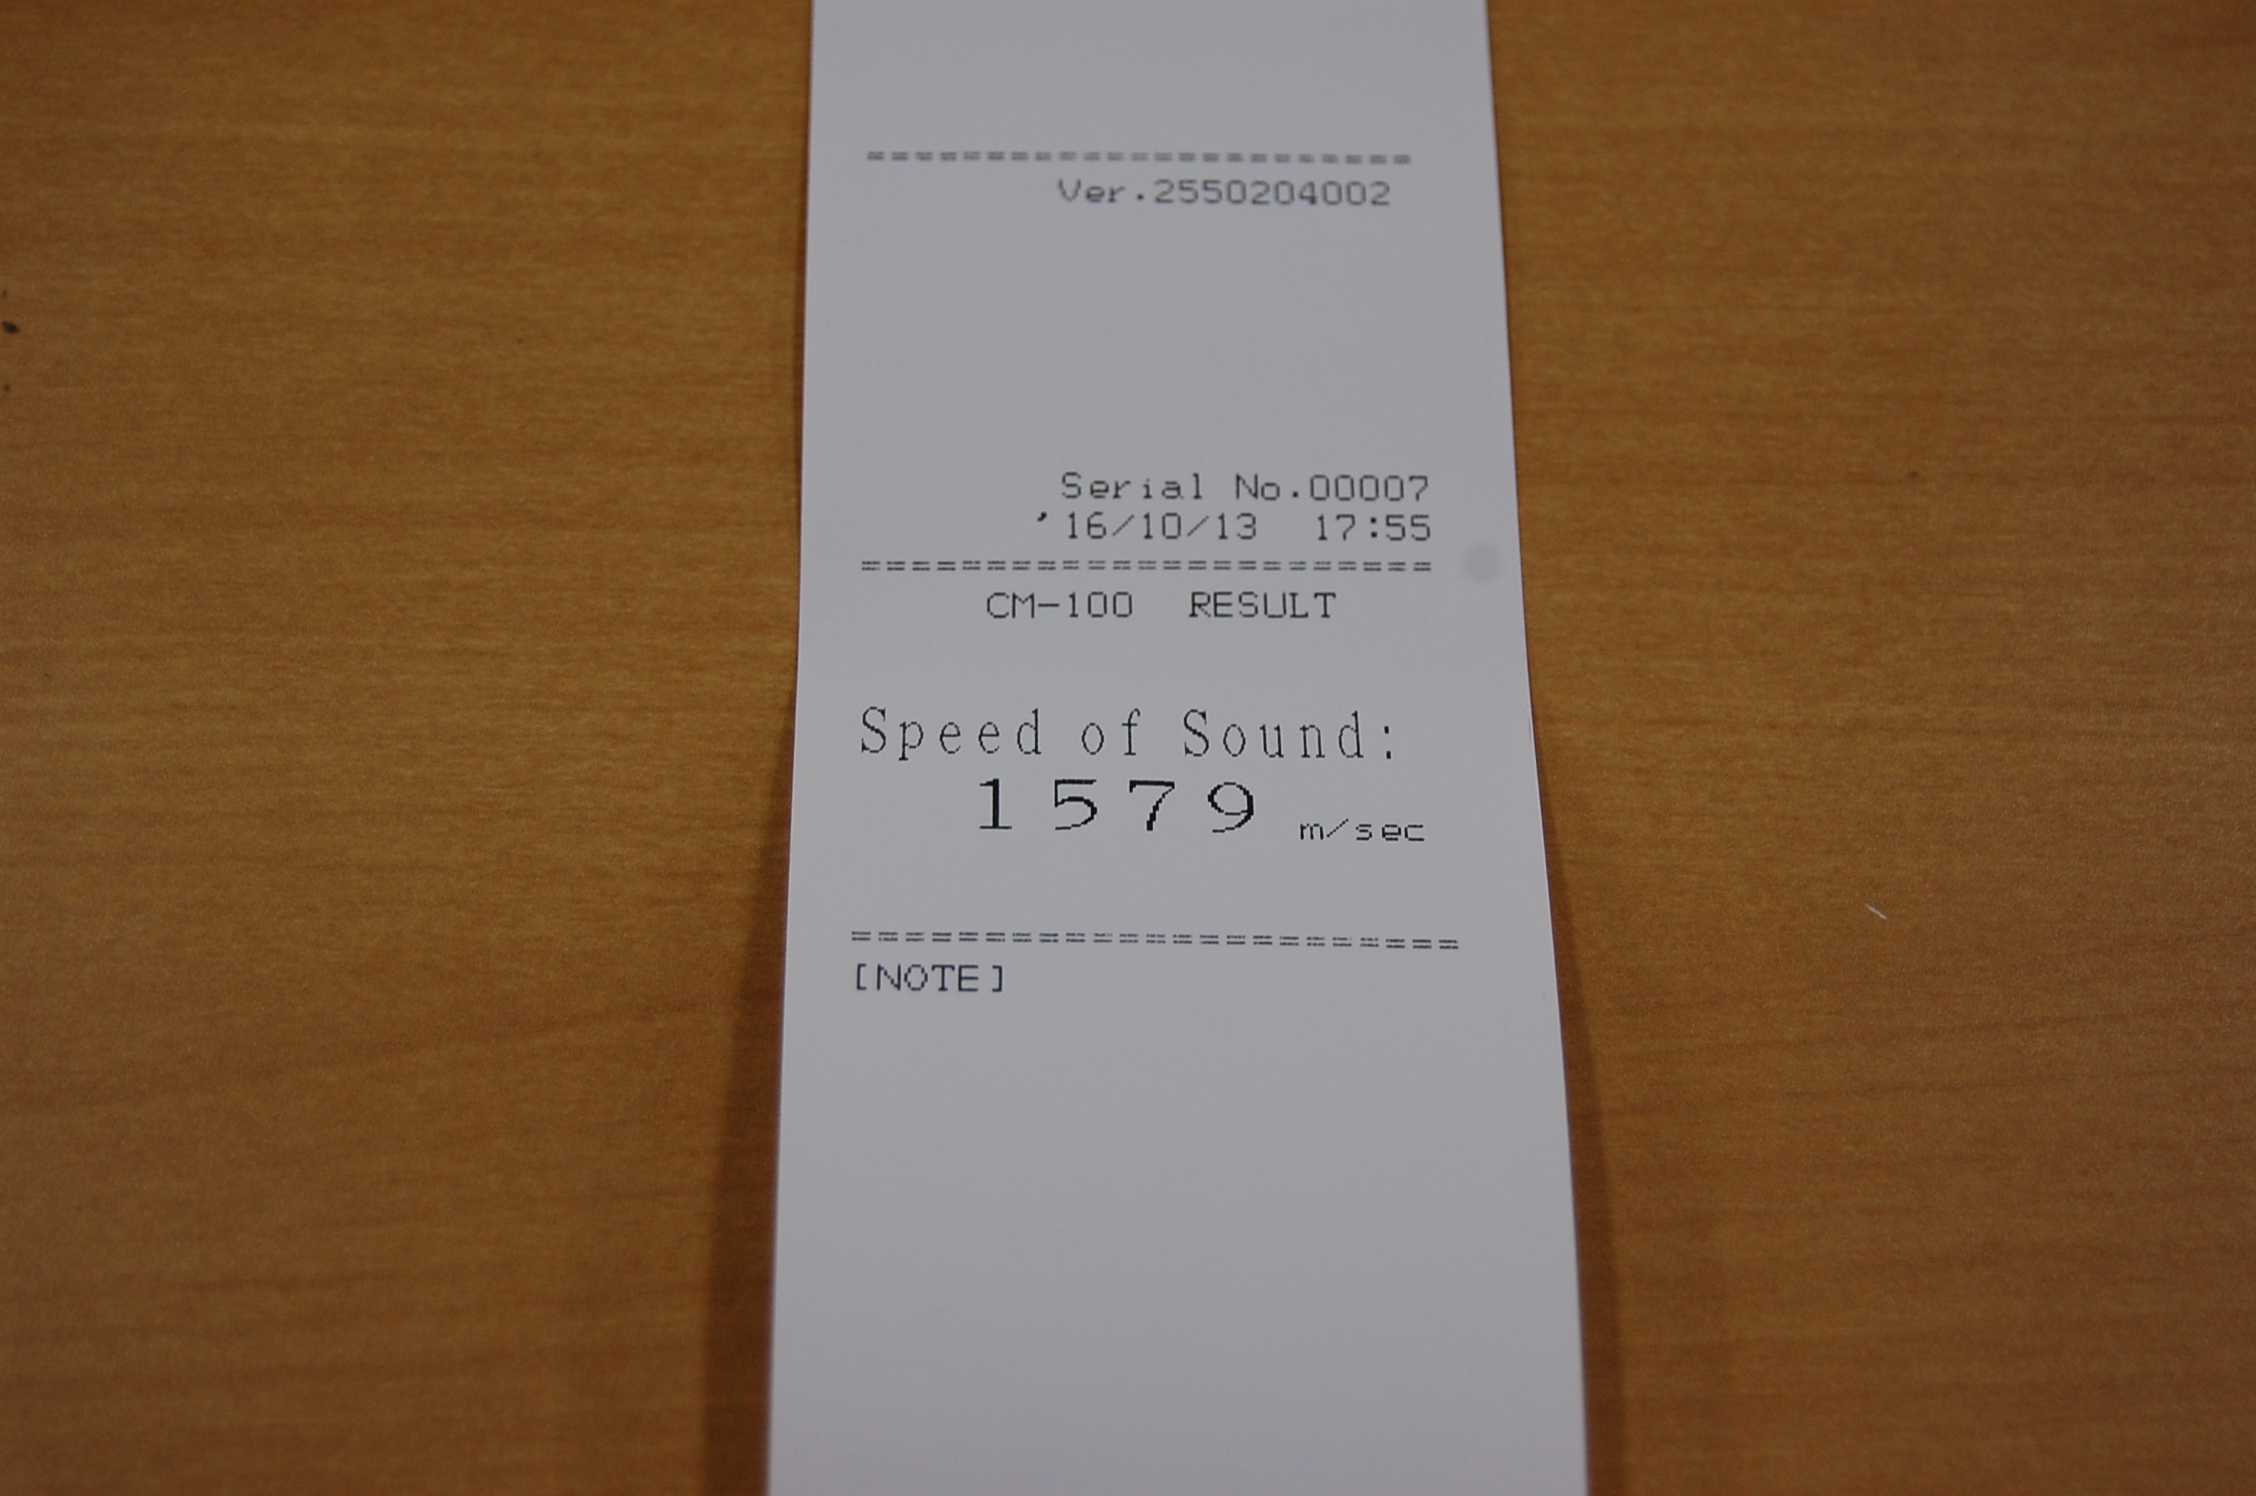 ========================
Ver.2550204002
Serial No.00007
'16/10/13 17:55
========================
CM-100 RESULT
Speed of Sound:
1579 m/sec
========================
[NOTE]